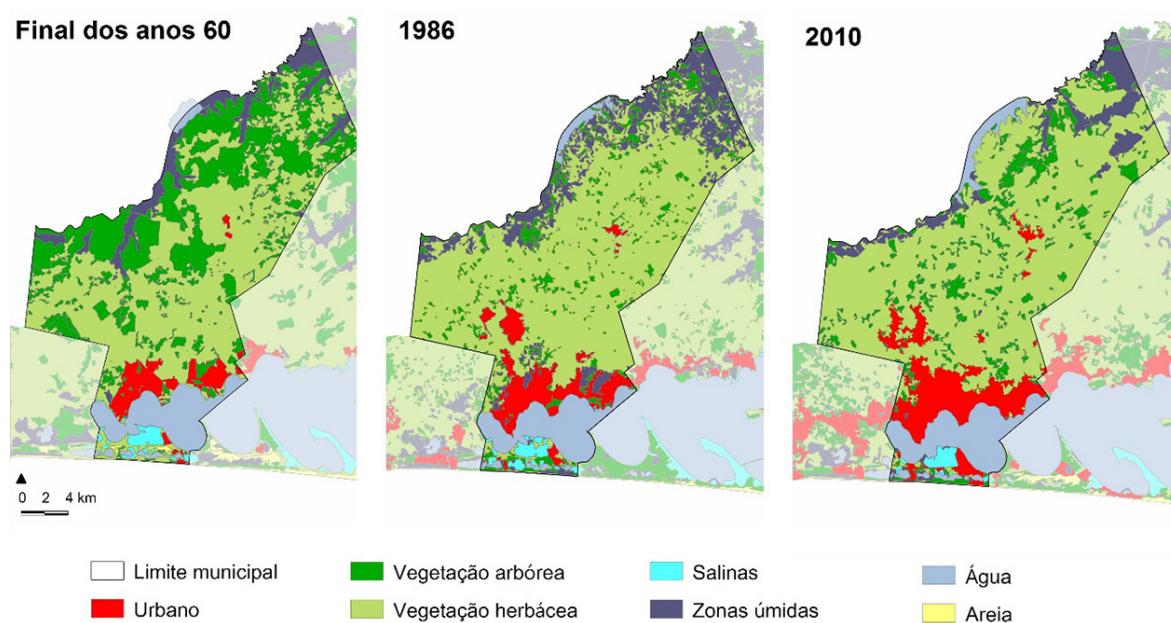 Final dos anos 60
1986
2010
0 2 4 km
Limite municipal
Vegetação arbórea
Salinas
Água
Urbano
Vegetação herbácea
Zonas úmidas
Areia